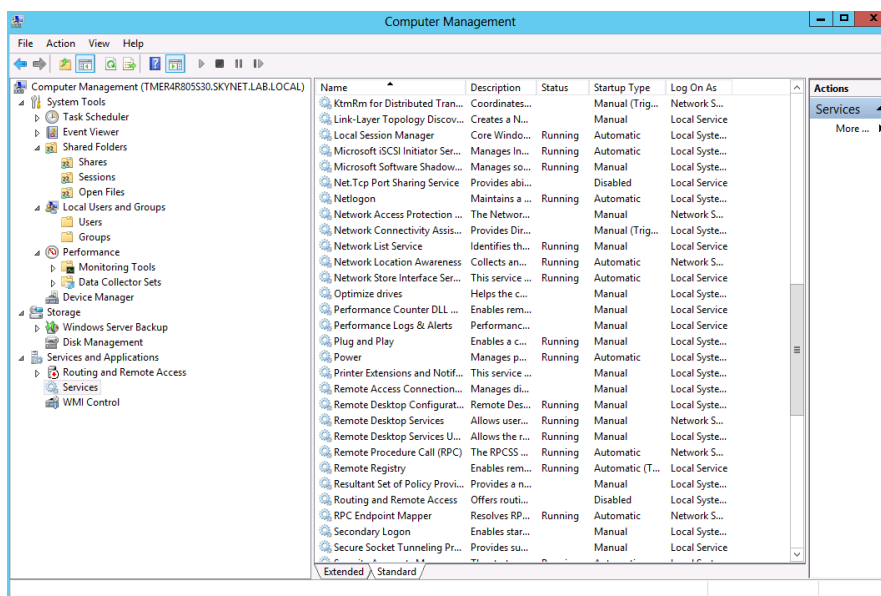 Computer Management
File Action View Help
Computer Management (TMER4R805S30.SKYNET.LAB.LOCAL)
System Tools
Task Scheduler
Event Viewer
Shared Folders
Shares
Sessions
Open Files
Local Users and Groups
Users
Groups
Performance
Monitoring Tools
Data Collector Sets
Device Manager
Storage
Windows Server Backup
Disk Management
Services and Applications
Routing and Remote Access
Services
WMI Control
Name Description Status Startup Type Log On As
KtmRm for Distributed Tran... Coordinates... Manual (Trig... Network S...
Link-Layer Topology Discov... Creates a N... Manual Local Service
Local Session Manager Core Windo... Running Automatic Local Syste...
Microsoft iSCSI Initiator Ser... Manages In... Running Automatic Local Syste...
Microsoft Software Shadow... Manages so... Running Manual Local Syste...
Net.Tcp Port Sharing Service Provides abi... Disabled Local Service
Netlogon Maintains a ... Running Automatic Local Syste...
Network Access Protection ... The Networ... Manual Network S...
Network Connectivity Assis... Provides Dir... Manual (Trig... Local Syste...
Network List Service Identifies th... Running Manual Local Service
Network Location Awareness Collects an... Running Automatic Network S...
Network Store Interface Ser... This service ... Running Automatic Local Service
Optimize drives Helps the c... Manual Local Syste...
Performance Counter DLL ... Enables rem... Manual Local Service
Performance Logs & Alerts Performanc... Manual Local Service
Plug and Play Enables a c... Running Manual Local Syste...
Power Manages p... Running Automatic Local Syste...
Printer Extensions and Notif... This service ... Manual Local Syste...
Remote Access Connection... Manages di... Manual Local Syste...
Remote Desktop Configurat... Remote Des... Running Manual Local Syste...
Remote Desktop Services Allows user... Running Manual Network S...
Remote Desktop Services U... Allows the r... Running Manual Local Syste...
Remote Procedure Call (RPC) The RPCSS ... Running Automatic Network S...
Remote Registry Enables rem... Running Automatic (T... Local Service
Resultant Set of Policy Provi... Provides a n... Manual Local Syste...
Routing and Remote Access Offers routi... Disabled Local Syste...
RPC Endpoint Mapper Resolves RP... Running Automatic Network S...
Secondary Logon Enables star... Manual Local Syste...
Secure Socket Tunneling Pr... Provides su... Manual Local Service
Extended Standard
Actions
Services
More ...